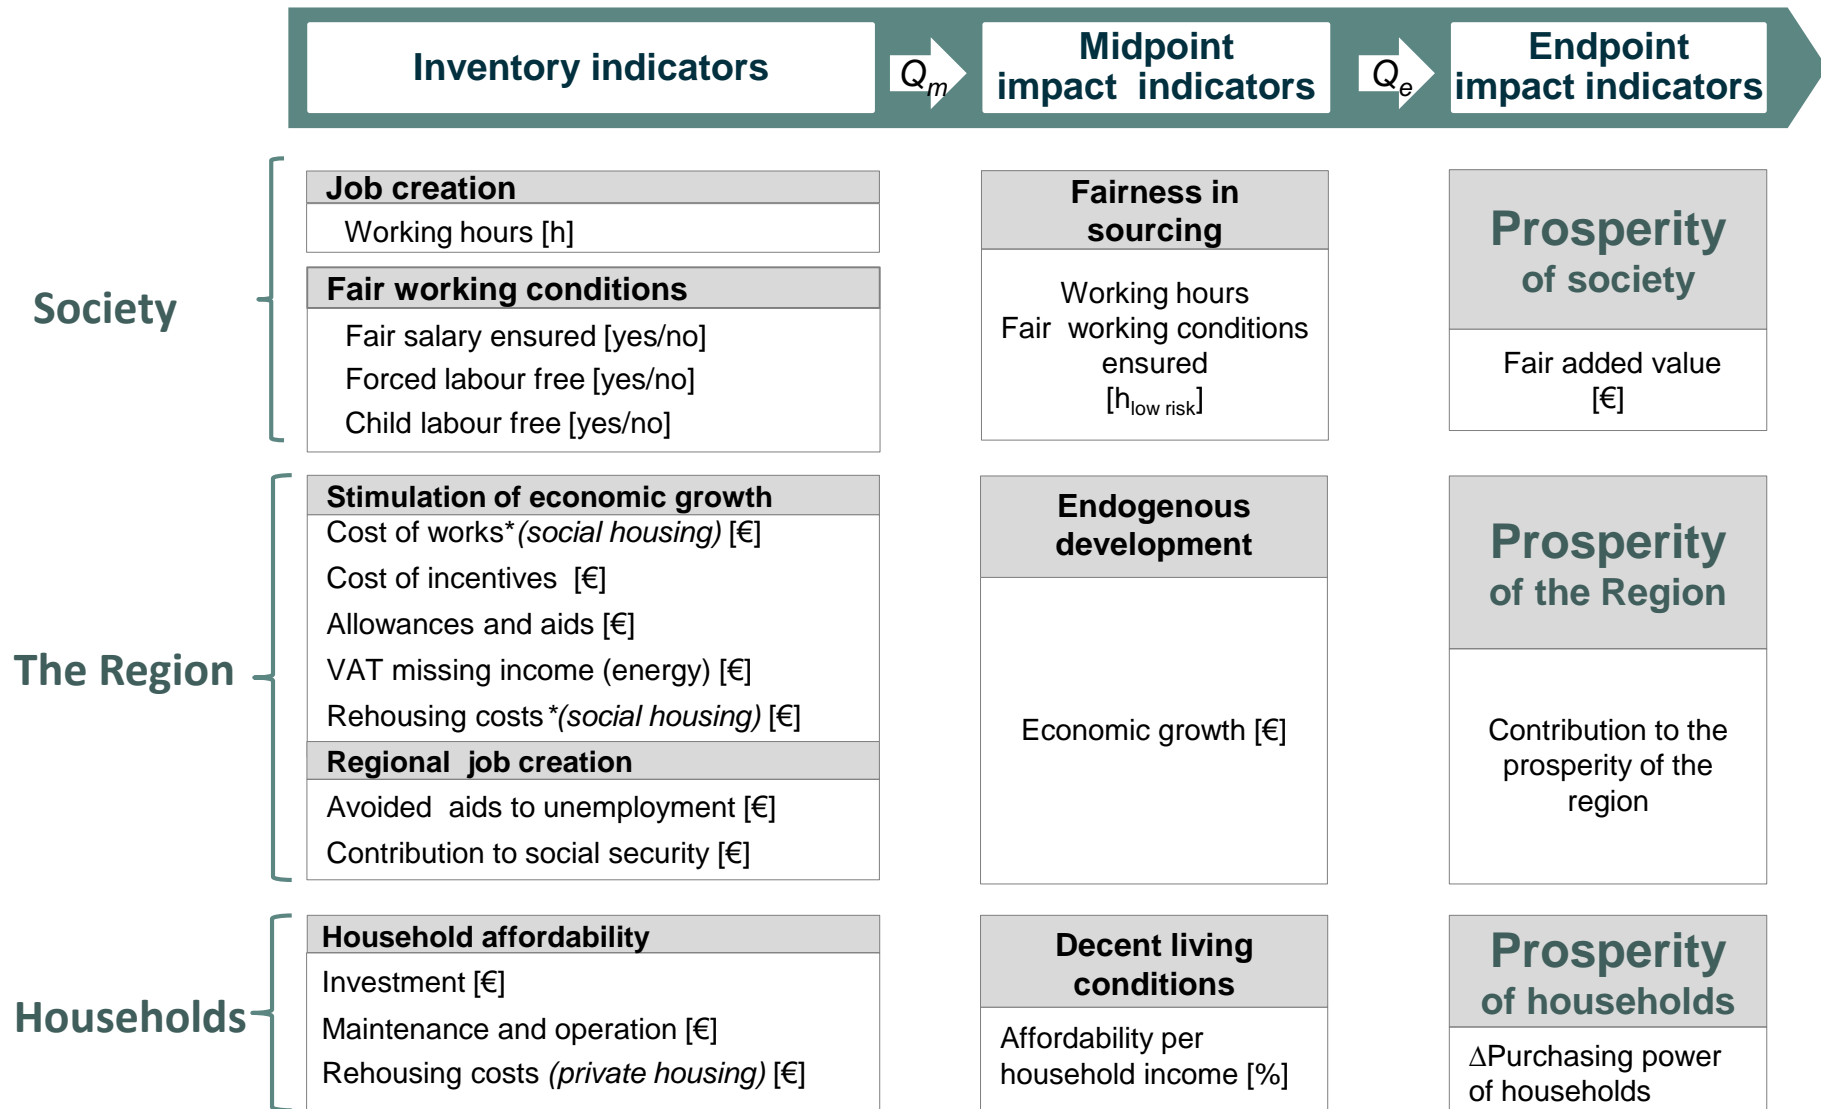 Inventory indicators
Qm
Midpoint
impact indicators
Qe
Endpoint
impact indicators
Society
Job creation
Working hours [h]
Fair working conditions
Fair salary ensured [yes/no]
Forced labour free [yes/no]
Child labour free [yes/no]
Fairness in
sourcing
Working hours
Fair working conditions
ensured
[hlow risk]
Prosperity
of society
Fair added value
[€]
The Region
Stimulation of economic growth
Cost of works*(social housing) [€]
Cost of incentives [€]
Allowances and aids [€]
VAT missing income (energy) [€]
Rehousing costs*(social housing) [€]
Regional job creation
Avoided aids to unemployment [€]
Contribution to social security [€]
Endogenous
development
Economic growth [€]
Prosperity
of the Region
Contribution to the
prosperity of the
region
Households
Household affordability
Investment [€]
Maintenance and operation [€]
Rehousing costs (private housing) [€]
Decent living
conditions
Affordability per
household income [%]
Prosperity
of households
∆Purchasing power
of households